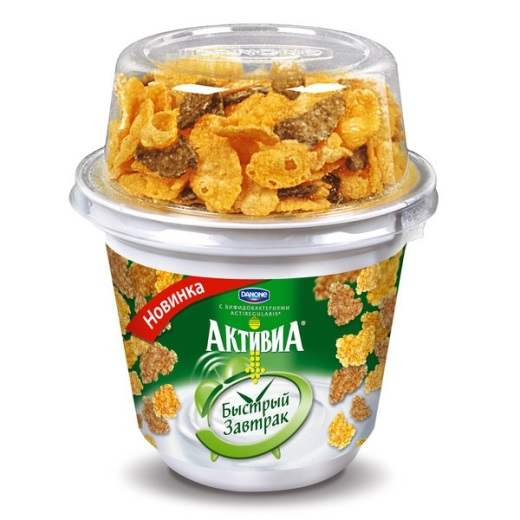 DANONE
С БИФИДОБАКТЕРИЯМИ
ACTIREGULARIS®
АКТИВИА®
Новинка
Быстрый
Завтрак